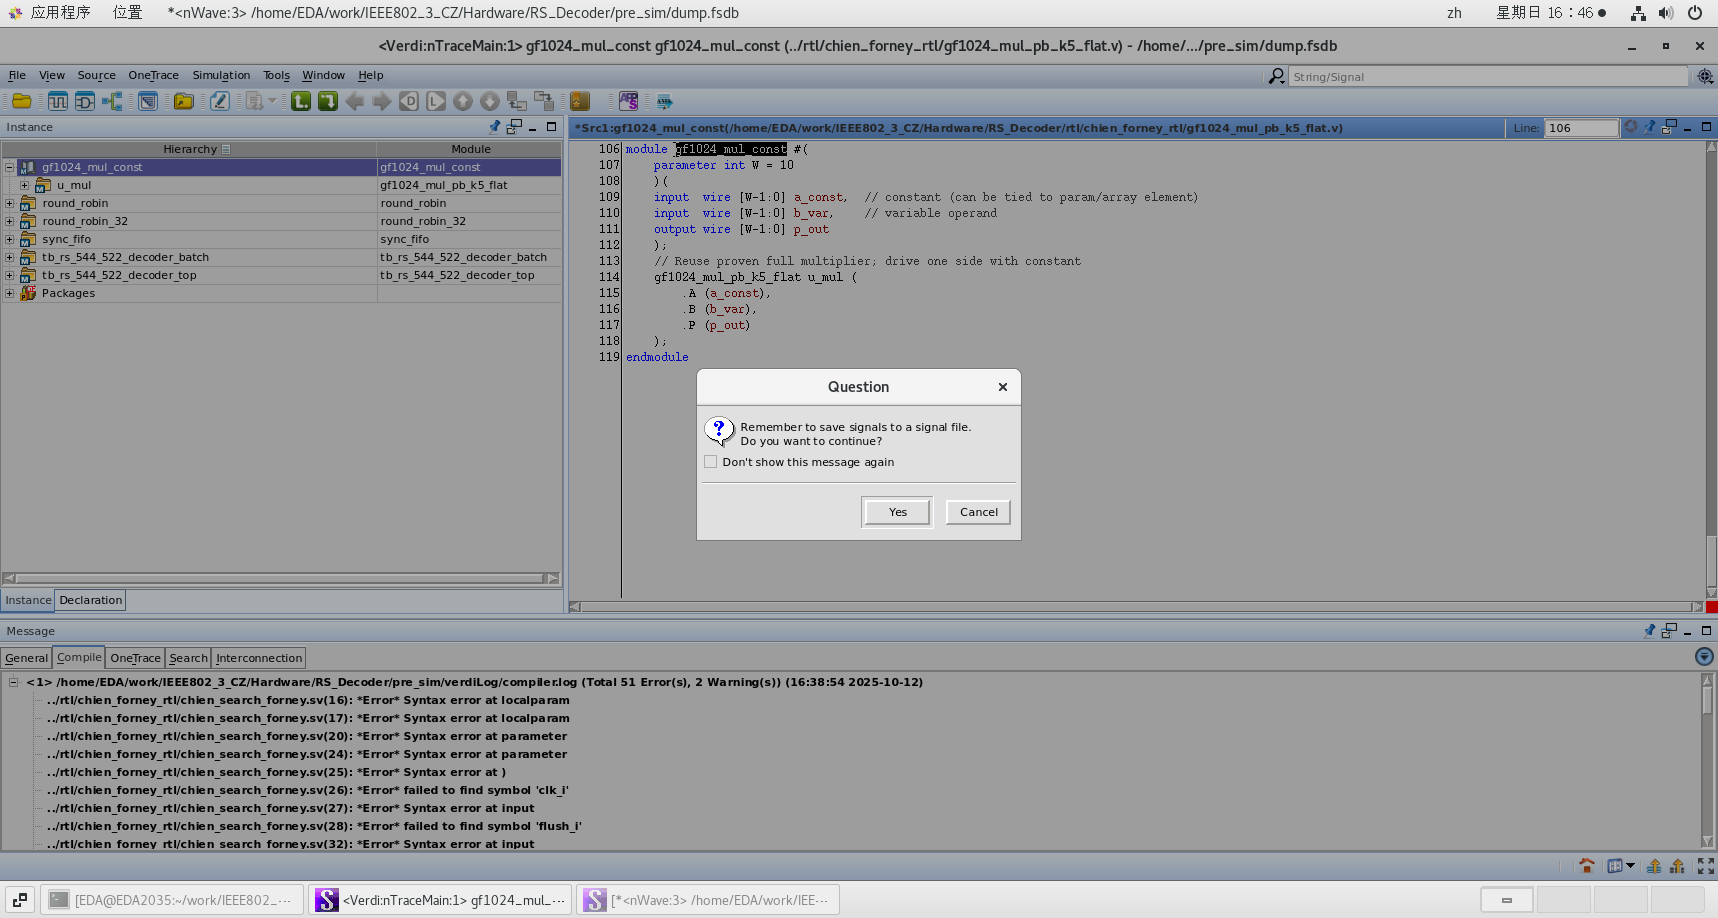 应用程序 位置 *<nWave:3> /home/EDA/work/IEEE802_3_CZ/Hardware/RS_Decoder/pre_sim/dump.fsdb zh 星期日 16:46●
<Verdi:nTraceMain:1> gf1024_mul_const gf1024_mul_const (../rtl/chien_forney_rtl/gf1024_mul_pb_k5_flat.v) - /home/.../pre_sim/dump.fsdb
File View Source OneTrace Simulation Tools Window Help String/Signal
Instance
*Src1:gf1024_mul_const(/home/EDA/work/IEEE802_3_CZ/Hardware/RS_Decoder/rtl/chien_forney_rtl/gf1024_mul_pb_k5_flat.v) Line: 106
Hierarchy Module
gf1024_mul_const gf1024_mul_const
u_mul gf1024_mul_pb_k5_flat
round_robin round_robin
round_robin_32 round_robin_32
sync_fifo sync_fifo
tb_rs_544_522_decoder_batch tb_rs_544_522_decoder_batch
tb_rs_544_522_decoder_top tb_rs_544_522_decoder_top
Packages
Instance Declaration
106 module gf1024_mul_const #(
107 parameter int W = 10
108 )(
109 input wire [W-1:0] a_const, // constant (can be tied to param/array element)
110 input wire [W-1:0] b_var, // variable operand
111 output wire [W-1:0] p_out
112 );
113 // Reuse proven full multiplier; drive one side with constant
114 gf1024_mul_pb_k5_flat u_mul (
115 .A (a_const),
116 .B (b_var),
117 .P (p_out)
118 );
119 endmodule
Question
Remember to save signals to a signal file.
Do you want to continue?
Don't show this message again
Yes Cancel
Message
General Compile OneTrace Search Interconnection
<1> /home/EDA/work/IEEE802_3_CZ/Hardware/RS_Decoder/pre_sim/verdiLog/compiler.log (Total 51 Error(s), 2 Warning(s)) (16:38:54 2025-10-12)
../rtl/chien_forney_rtl/chien_search_forney.sv(16): *Error* Syntax error at localparam
../rtl/chien_forney_rtl/chien_search_forney.sv(17): *Error* Syntax error at localparam
../rtl/chien_forney_rtl/chien_search_forney.sv(20): *Error* Syntax error at parameter
../rtl/chien_forney_rtl/chien_search_forney.sv(24): *Error* Syntax error at parameter
../rtl/chien_forney_rtl/chien_search_forney.sv(25): *Error* Syntax error at )
../rtl/chien_forney_rtl/chien_search_forney.sv(26): *Error* failed to find symbol 'clk_i'
../rtl/chien_forney_rtl/chien_search_forney.sv(27): *Error* Syntax error at input
../rtl/chien_forney_rtl/chien_search_forney.sv(28): *Error* failed to find symbol 'flush_i'
../rtl/chien_forney_rtl/chien_search_forney.sv(32): *Error* Syntax error at input
[EDA@EDA2035:~/work/IEEE802_-··· <Verdi:nTraceMain:1> gf1024_mul_··· [*<nWave:3> /home/EDA/work/IEE···